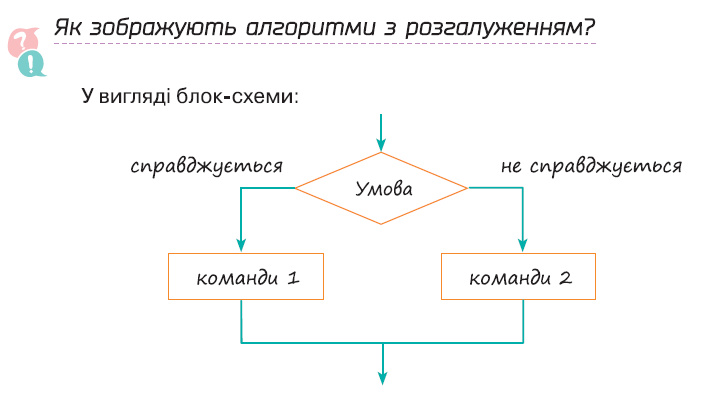 Як зображують алгоритми з розгалуженням?
?
!
У вигляді блок-схеми:
справджується
не справджується
Умова
команди 1
команди 2